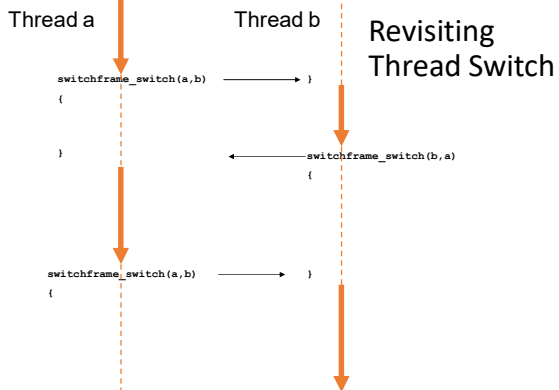 Thread a
Thread b
Revisiting
Thread Switch
switchframe_switch(a,b)
}
{
}
switchframe_switch(b,a)
{
switchframe_switch(a,b)
}
{